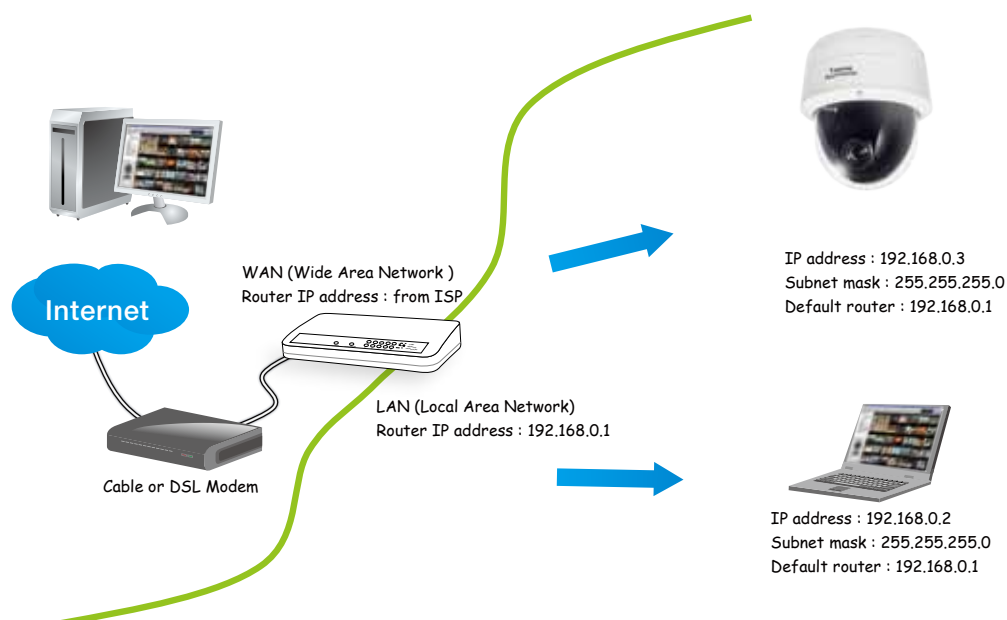 WAN (Wide Area Network )
Router IP address : from ISP
Internet
LAN (Local Area Network)
Router IP address : 192.168.0.1
Cable or DSL Modem
IP address : 192.168.0.3
Subnet mask : 255.255.255.0
Default router : 192.168.0.1
IP address : 192.168.0.2
Subnet mask : 255.255.255.0
Default router : 192.168.0.1